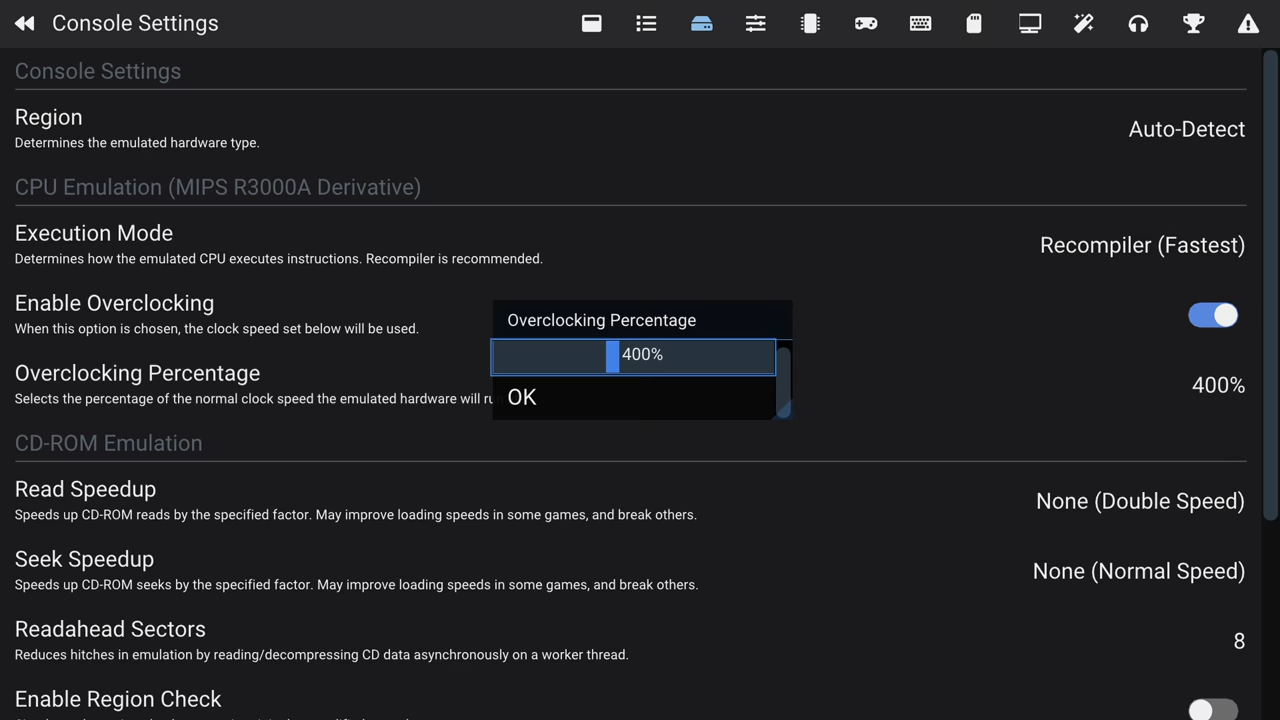 Console Settings
Console Settings
Region
Determines the emulated hardware type.
Auto-Detect
CPU Emulation (MIPS R3000A Derivative)
Execution Mode
Determines how the emulated CPU executes instructions. Recompiler is recommended.
Recompiler (Fastest)
Enable Overclocking
When this option is chosen, the clock speed set below will be used.
Overclocking Percentage
Selects the percentage of the normal clock speed the emulated hardware will
400%
Overclocking Percentage
400%
OK
CD-ROM Emulation
Read Speedup
Speeds up CD-ROM reads by the specified factor. May improve loading speeds in some games, and break others.
None (Double Speed)
Seek Speedup
Speeds up CD-ROM seeks by the specified factor. May improve loading speeds in some games, and break others.
None (Normal Speed)
Readahead Sectors
Reduces hitches in emulation by reading/decompressing CD data asynchronously on a worker thread.
8
Enable Region Check